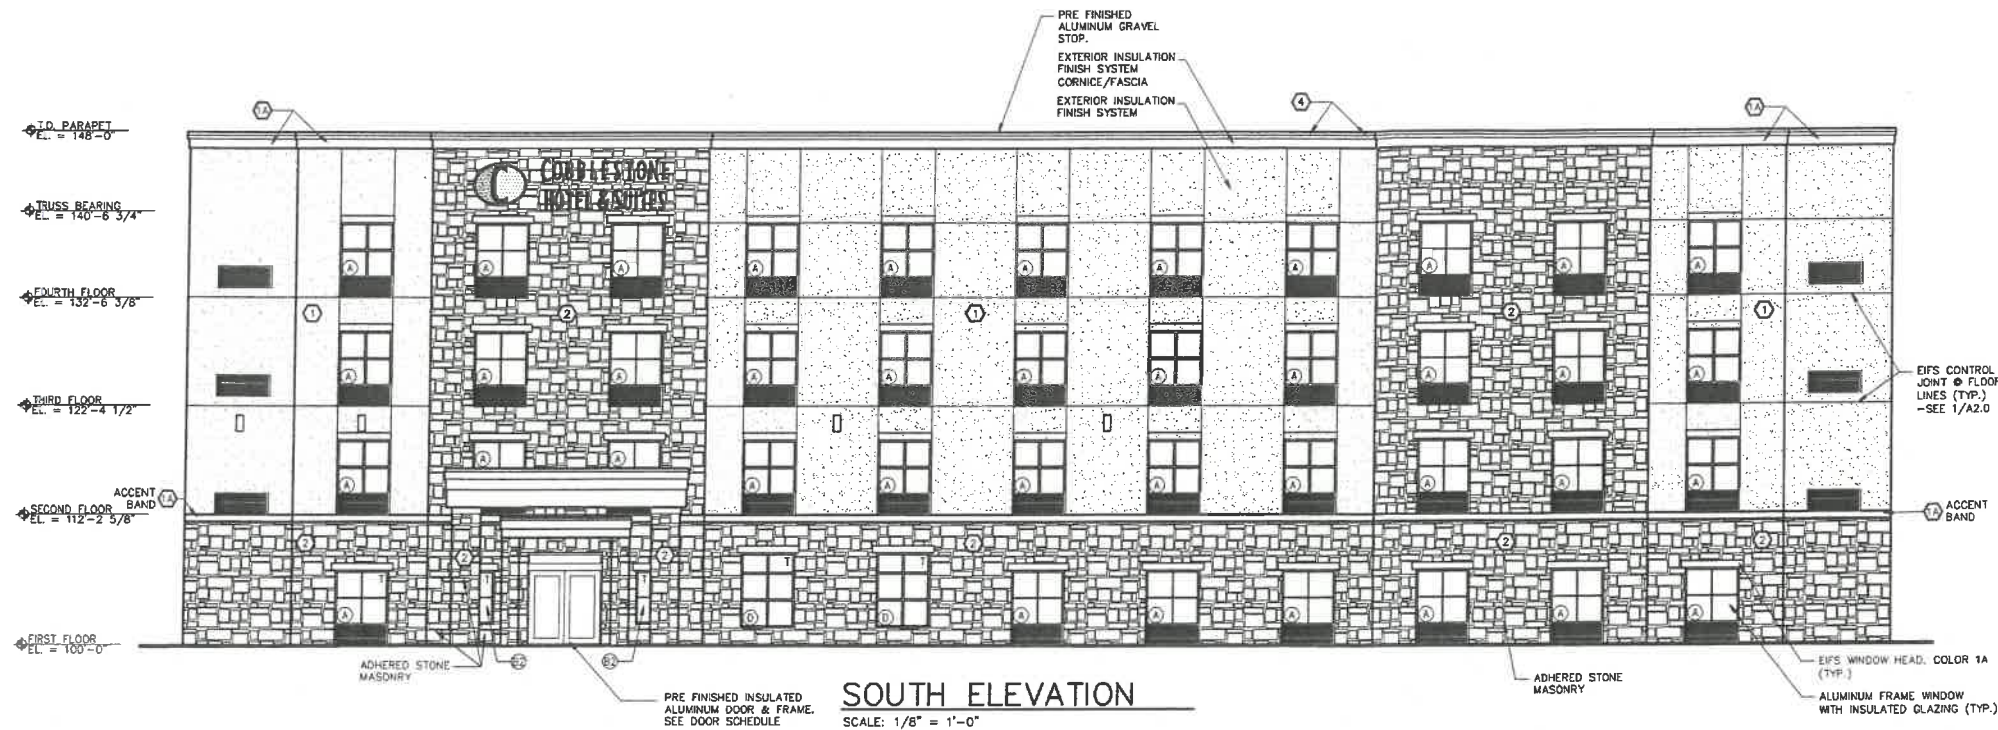 PRE FINISHED
ALUMINUM GRAVEL
STOP.
EXTERIOR INSULATION
FINISH SYSTEM
CORNICE/FASCIA
EXTERIOR INSULATION
FINISH SYSTEM
1A
4
1A
T.O. PARAPET
EL. = 148'-0"
COBBLESTONE
HOTEL & SUITES
C
TRUSS BEARING
EL. = 140'-6 3/4"
A A A A A A A A A A A
FOURTH FLOOR
EL. = 132'-6 3/8"
1 2 1 2 1
A A A A A A A A A A A
EIFS CONTROL
JOINT @ FLOOR
LINES (TYP.)
-SEE 1/A2.0
THIRD FLOOR
EL. = 122'-4 1/2"
A A A A A A A A A A A
ACCENT
BAND
1A
SECOND FLOOR
EL. = 112'-2 5/8"
1A
ACCENT
BAND
2 2 2 2 2 2
T T T T T
A D D A A A A A A
FIRST FLOOR
EL. = 100'-0"
ADHERED STONE
MASONRY
B2
B2
PRE FINISHED INSULATED
ALUMINUM DOOR & FRAME.
SEE DOOR SCHEDULE
SOUTH ELEVATION
SCALE: 1/8" = 1'-0"
ADHERED STONE
MASONRY
EIFS WINDOW HEAD. COLOR 1A
(TYP.)
ALUMINUM FRAME WINDOW
WITH INSULATED GLAZING (TYP.)